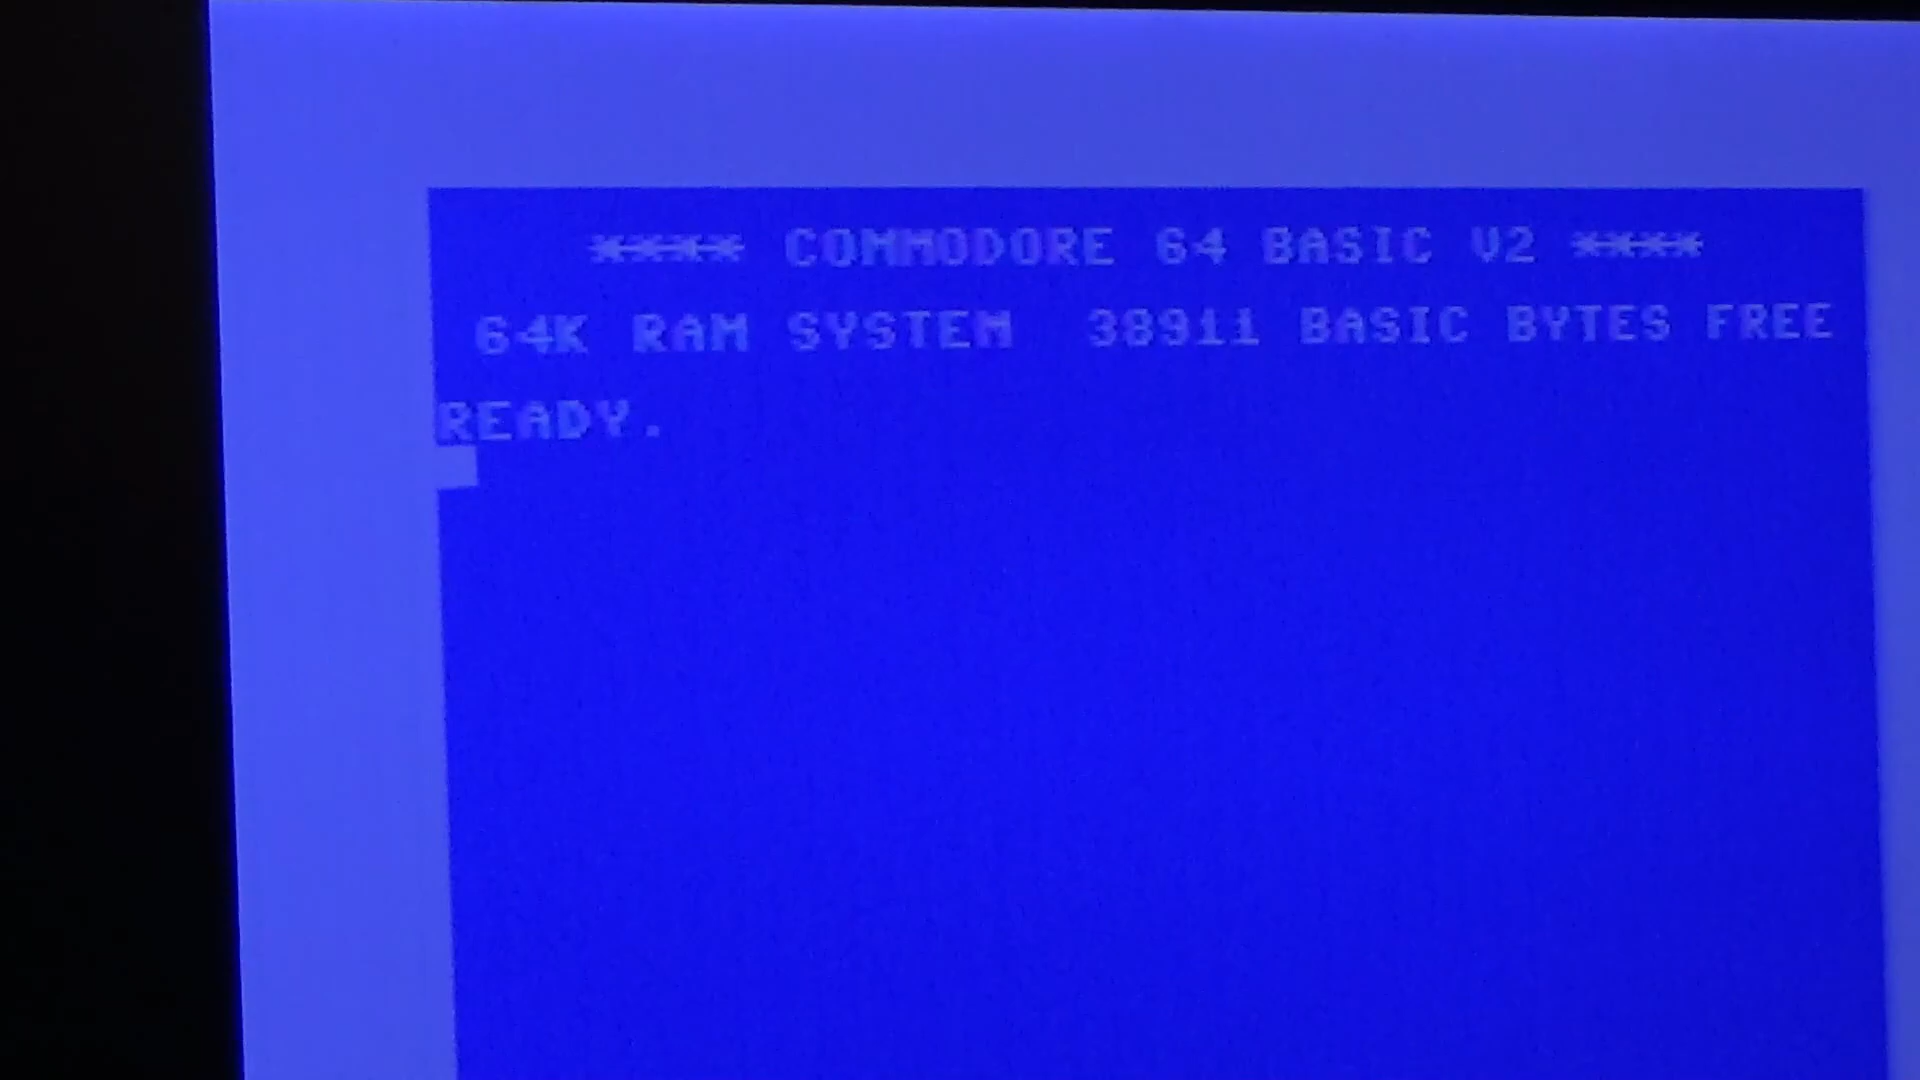 **** COMMODORE 64 BASIC V2 ****
64K RAM SYSTEM  38911 BASIC BYTES FREE
READY.